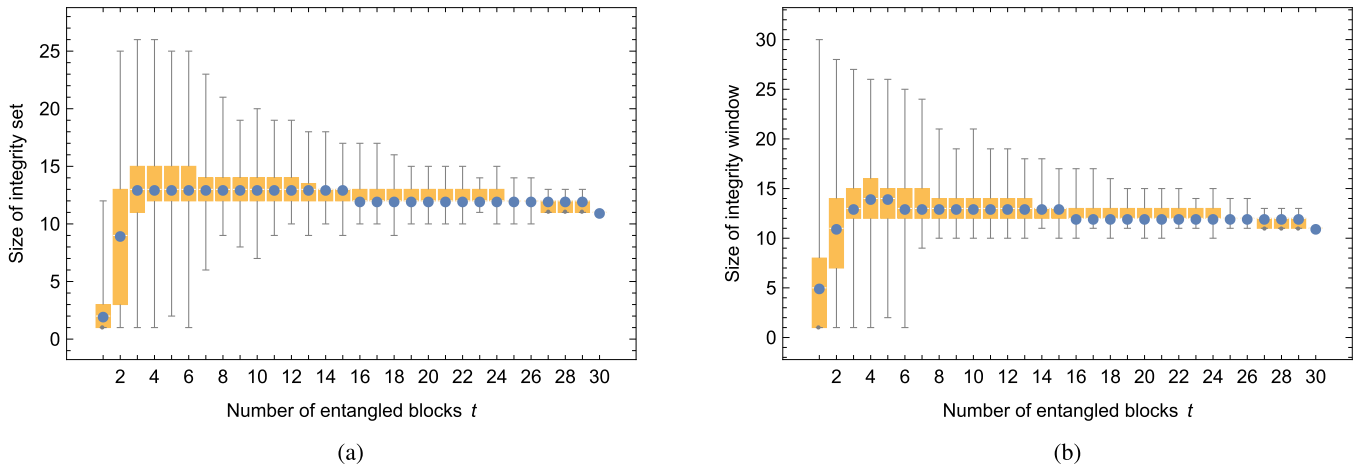 25
20
15
10
5
0
Size of integrity set
2 4 6 8 10 12 14 16 18 20 22 24 26 28 30
Number of entangled blocks t
(a)
30
25
20
15
10
5
0
Size of integrity window
2 4 6 8 10 12 14 16 18 20 22 24 26 28 30
Number of entangled blocks t
(b)